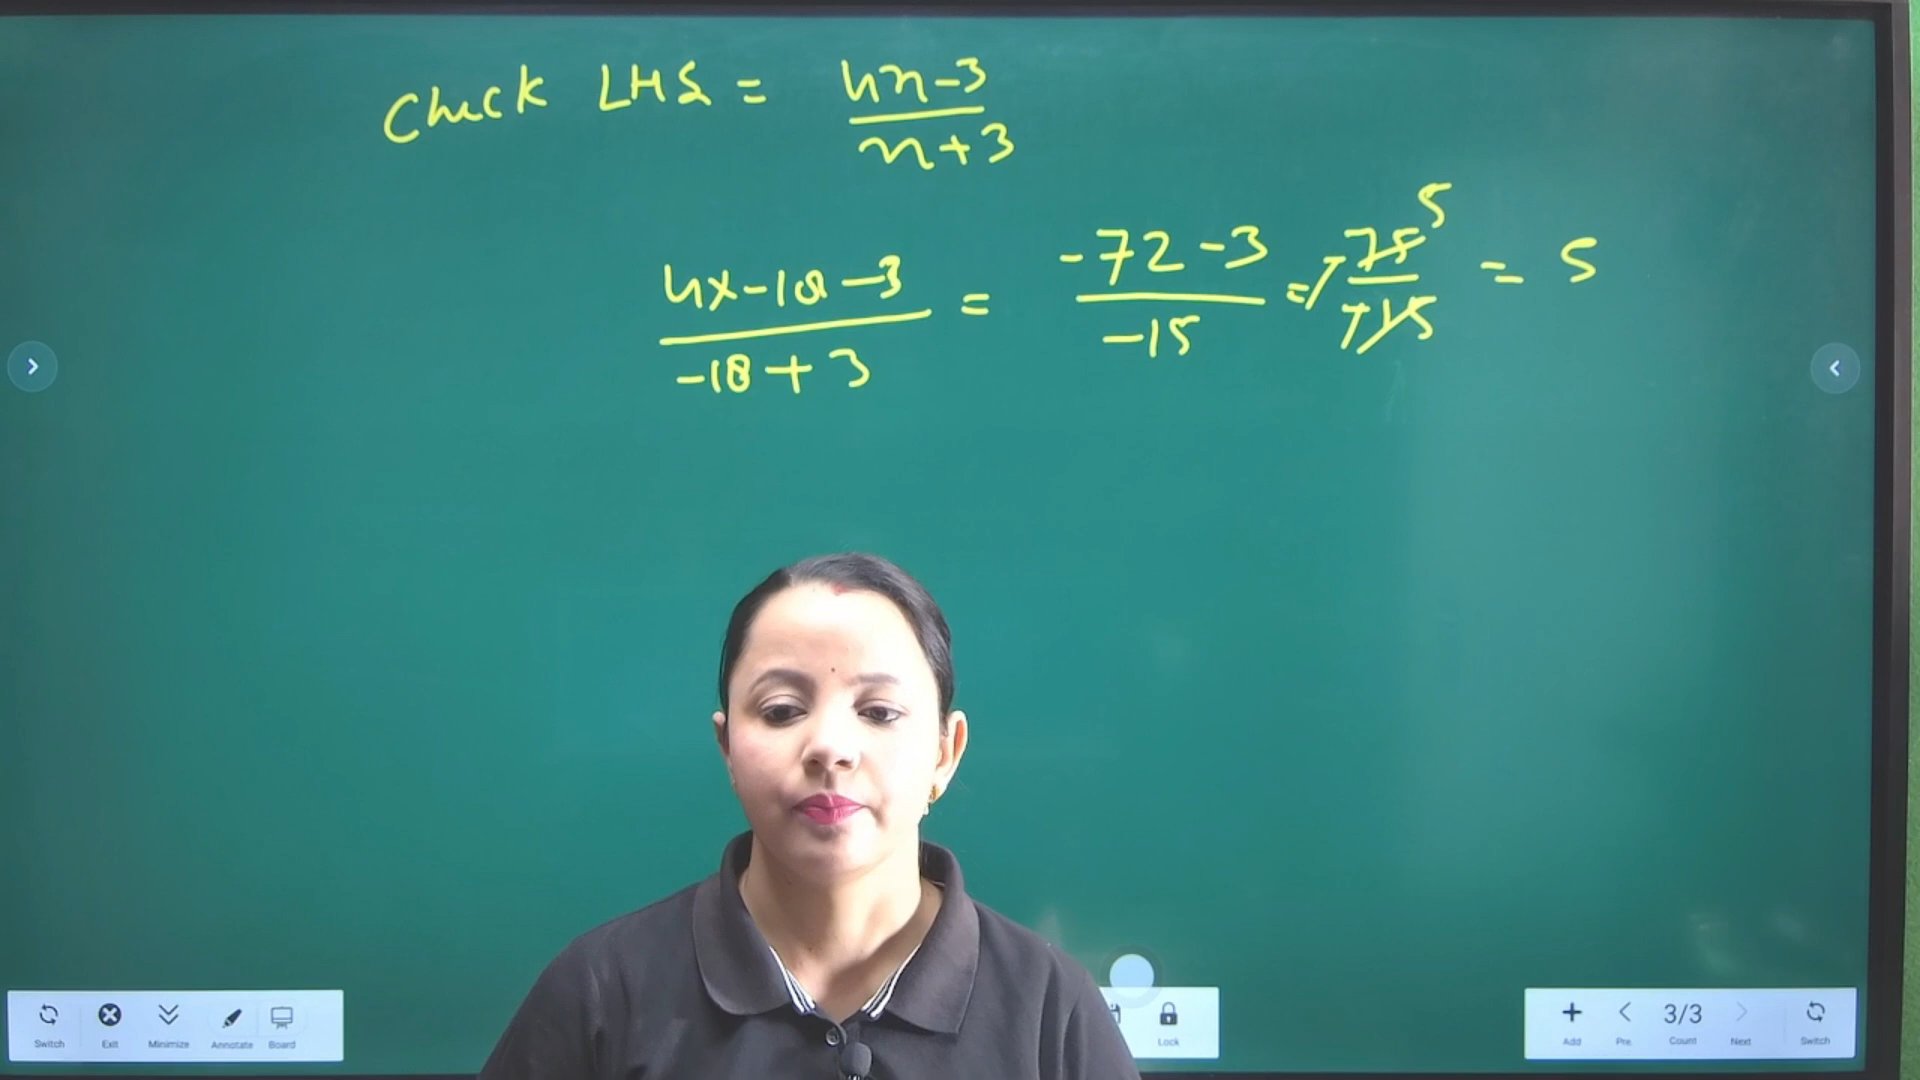 Check LHS = 4x-3 / x+3
4x-18-3 / -18+3 = -72-3 / -15 = -75 / -15 5 = 5
Switch Exit Minimize Annotate Board Lock Add Pre. 3/3 Count Next Switch